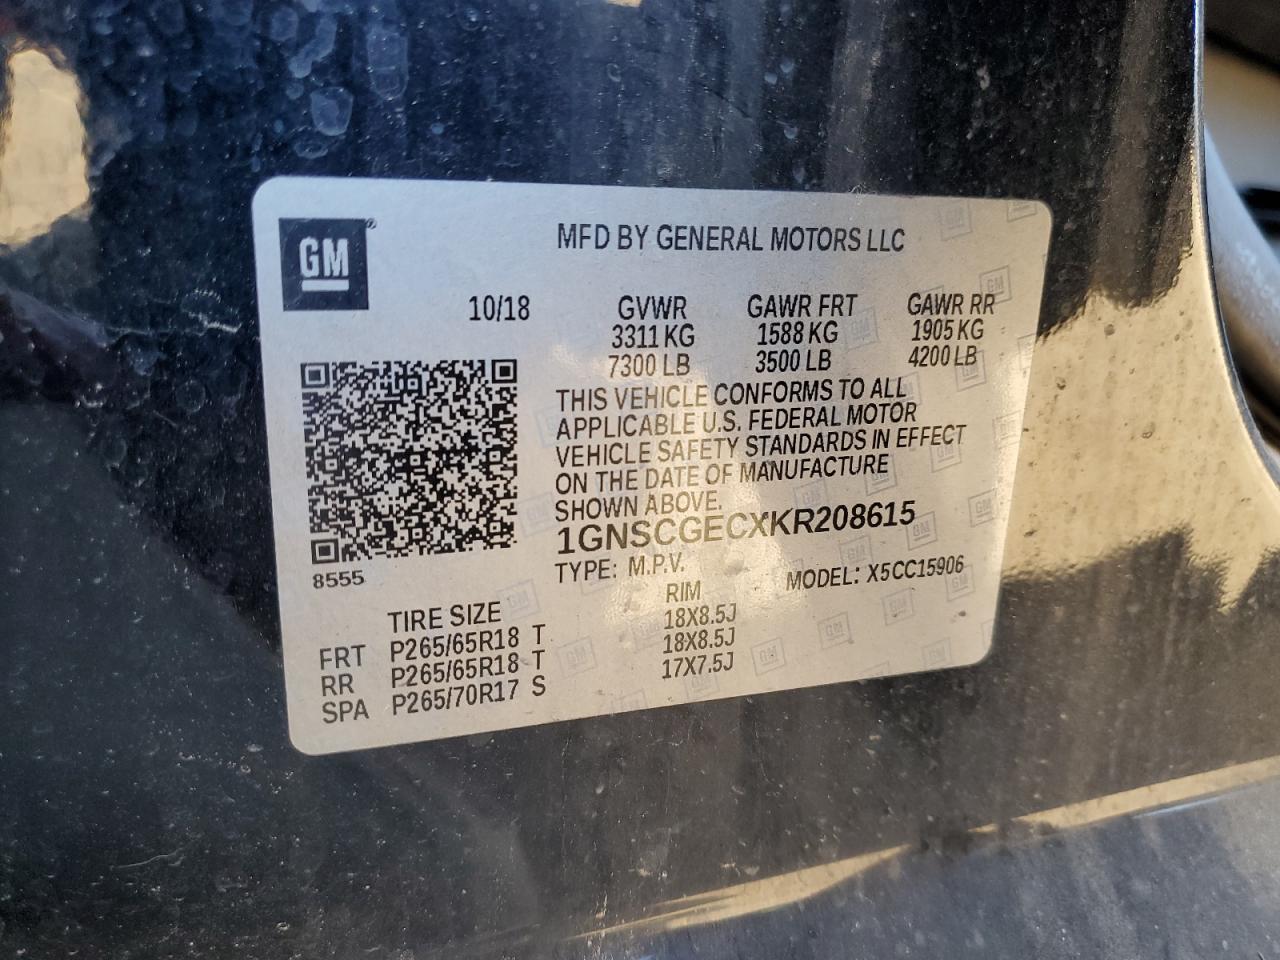 GM®
MFD BY GENERAL MOTORS LLC
10/18 GVWR GAWR FRT GAWR RR
3311 KG 1588 KG 1905 KG
7300 LB 3500 LB 4200 LB
THIS VEHICLE CONFORMS TO ALL
APPLICABLE U.S. FEDERAL MOTOR
VEHICLE SAFETY STANDARDS IN EFFECT
ON THE DATE OF MANUFACTURE
SHOWN ABOVE.
1GNSCGECXKR208615
8555
TYPE: M.P.V. MODEL: X5CC15906
TIRE SIZE RIM
FRT P265/65R18 T 18X8.5J
RR P265/65R18 T 18X8.5J
SPA P265/70R17 S 17X7.5J